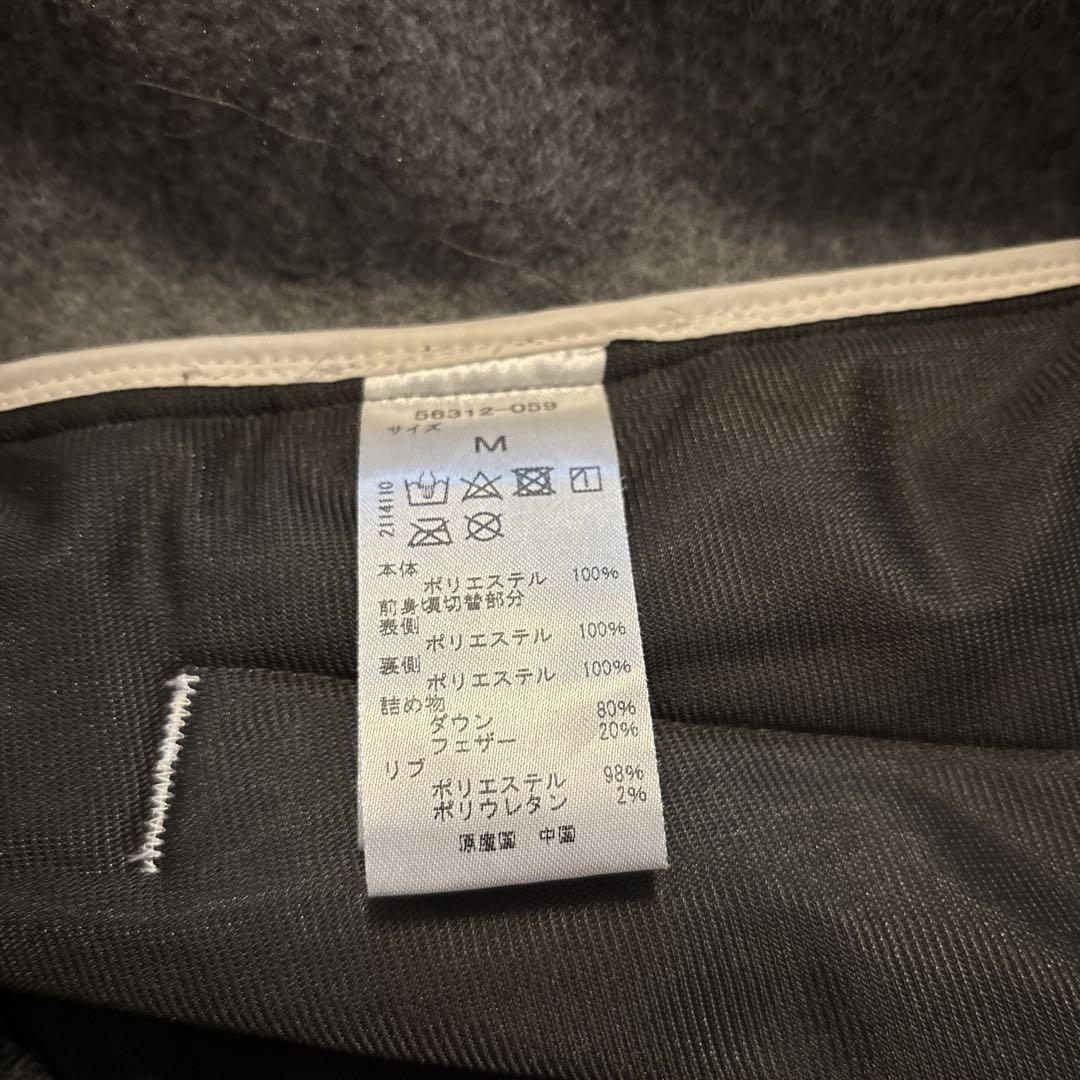 56312-059
サイズ
M
2114110
本体
ポリエステル 100%
前身頃切替部分
表側
ポリエステル 100%
裏側
ポリエステル 100%
詰め物
ダウン 80%
フェザー 20%
リブ
ポリエステル 98%
ポリウレタン 2%
原産国 中国